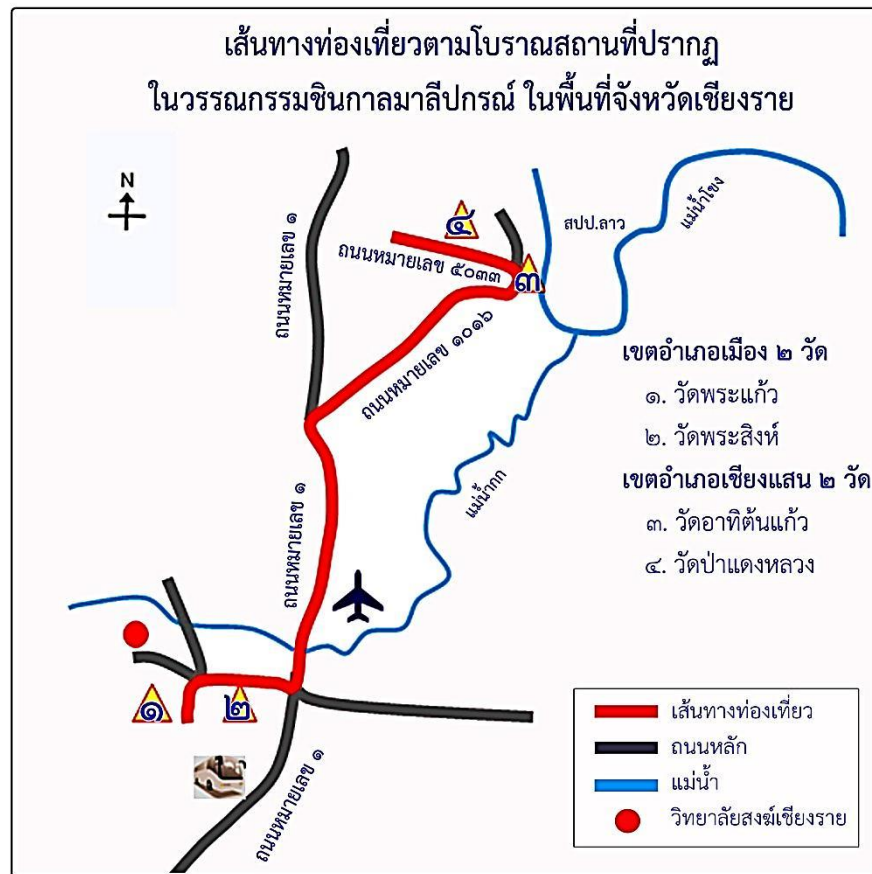 เส้นทางท่องเที่ยวตามโบราณสถานที่ปรากฏ
ในวรรณกรรมชินกาลมาลีปกรณ์ ในพื้นที่จังหวัดเชียงราย
N
ถนนหมายเลข ๑
๔
ถนนหมายเลข ๕๐๓๓
๓
สปป.ลาว
แม่น้ำโขง
ถนนหมายเลข ๑๐๑๖
เขตอำเภอเมือง ๒ วัด
๑. วัดพระแก้ว
๒. วัดพระสิงห์
เขตอำเภอเชียงแสน ๒ วัด
๓. วัดอาทิต้นแก้ว
๔. วัดป่าแดงหลวง
แม่น้ำกก
ถนนหมายเลข ๑
๑
๒
ถนนหมายเลข ๑
เส้นทางท่องเที่ยว
ถนนหลัก
แม่น้ำ
วิทยาลัยสงฆ์เชียงราย